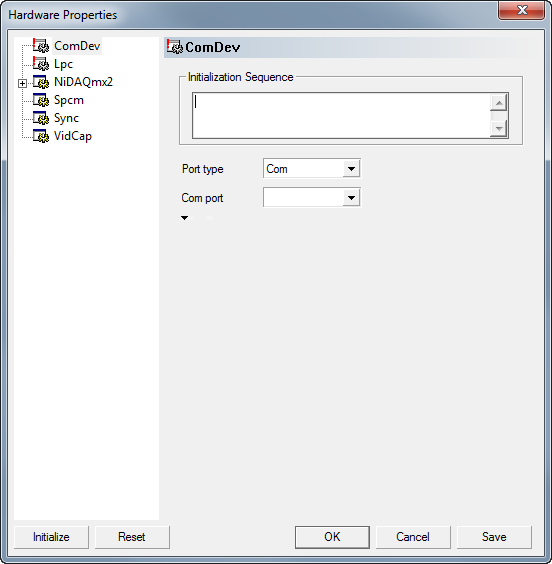 Hardware Properties
ComDev
Lpc
NiDAQmx2
Spcm
Sync
VidCap
ComDev
Initialization Sequence
Port type
Com
Com port
Initialize
Reset
OK
Cancel
Save